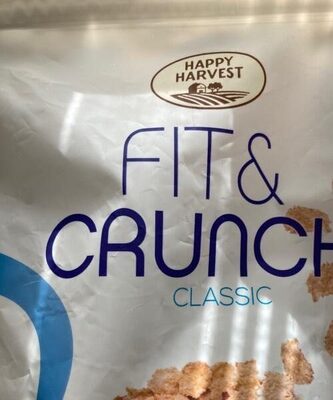 HAPPY
HARVEST
FIT &
CRUNCH
CLASSIC